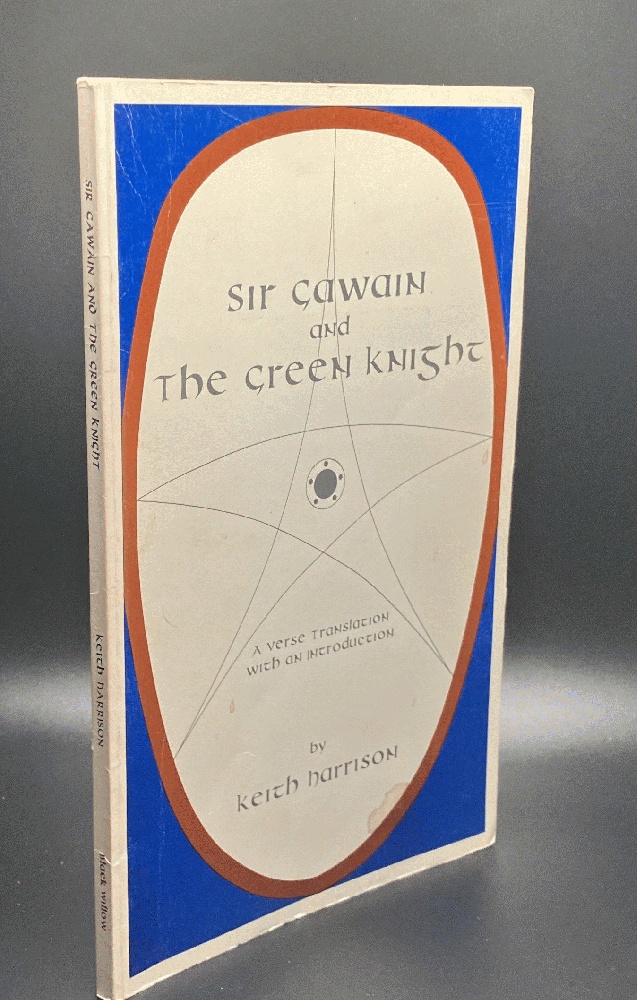 SIR GAWAIN AND THE GREEN KNIGHT
KEITH HARRISON
Black Willow
Sir Gawain
and
The Green Knight
A Verse Translation
with an Introduction
by
Keith Harrison